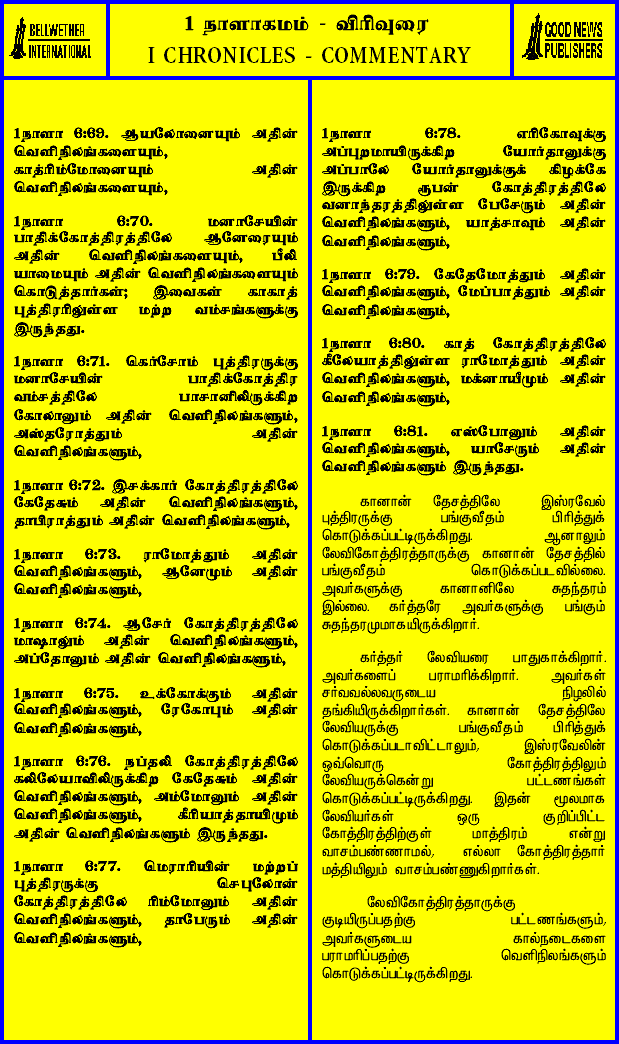 BELLWETHER
INTERNATIONAL
1 நாளாகமம் - விரிவுரை
I CHRONICLES - COMMENTARY
GOOD NEWS
PUBLISHERS
1நாளா 6:69. ஆயலோனையும் அதின்
வெளிநிலங்களையும்,
காத்ரிம்மோனையும் அதின்
வெளிநிலங்களையும்,
1நாளா 6:70. மனாசேயின்
பாதிக்கோத்திரத்திலே ஆனேரையும்
அதின் வெளிநிலங்களையும், பீலி
யாமையும் அதின் வெளிநிலங்களையும்
கொடுத்தார்கள்; இவைகள் காகாத்
புத்திரரிலுள்ள மற்ற வம்சங்களுக்கு
இருந்தது.
1நாளா 6:71. கெர்சோம் புத்திரருக்கு
மனாசேயின் பாதிக்கோத்திர
வம்சத்திலே பாசானிலிருக்கிற
கோலானும் அதின் வெளிநிலங்களும்,
அஸ்தரோத்தும் அதின்
வெளிநிலங்களும்,
1நாளா 6:72. இசக்கார் கோத்திரத்திலே
கேதேசும் அதின் வெளிநிலங்களும்,
தாபிராத்தும் அதின் வெளிநிலங்களும்,
1நாளா 6:73. ராமோத்தும் அதின்
வெளிநிலங்களும், ஆனேமும் அதின்
வெளிநிலங்களும்,
1நாளா 6:74. ஆசேர் கோத்திரத்திலே
மாஷாலும் அதின் வெளிநிலங்களும்,
அப்தோனும் அதின் வெளிநிலங்களும்,
1நாளா 6:75. உக்கோக்கும் அதின்
வெளிநிலங்களும், ரேகோபும் அதின்
வெளிநிலங்களும்,
1நாளா 6:76. நப்தலி கோத்திரத்திலே
கலிலேயாவிலிருக்கிற கேதேசும் அதின்
வெளிநிலங்களும், அம்மோனும் அதின்
வெளிநிலங்களும், கீரியாத்தாயிமும்
அதின் வெளிநிலங்களும் இருந்தது.
1நாளா 6:77. மெராரியின் மற்றப்
புத்திரருக்கு செபுலோன்
கோத்திரத்திலே ரிம்மோனும் அதின்
வெளிநிலங்களும், தாபேரும் அதின்
வெளிநிலங்களும்,
1நாளா 6:78. எரிகோவுக்கு
அப்புறமாயிருக்கிற யோர்தானுக்கு
அப்பாலே யோர்தானுக்குக் கிழக்கே
இருக்கிற ரூபன் கோத்திரத்திலே
வனாந்தரத்திலுள்ள பேசேரும் அதின்
வெளிநிலங்களும், யாத்சாவும் அதின்
வெளிநிலங்களும்,
1நாளா 6:79. கேதேமோத்தும் அதின்
வெளிநிலங்களும், மேப்பாத்தும் அதின்
வெளிநிலங்களும்,
1நாளா 6:80. காத் கோத்திரத்திலே
கீலேயாத்திலுள்ள ராமோத்தும் அதின்
வெளிநிலங்களும், மக்னாயீமும் அதின்
வெளிநிலங்களும்,
1நாளா 6:81. எஸ்போனும் அதின்
வெளிநிலங்களும், யாசேரும் அதின்
வெளிநிலங்களும் இருந்தது.
கானான் தேசத்திலே இஸ்ரவேல்
புத்திரருக்கு பங்குவீதம் பிரித்துக்
கொடுக்கப்பட்டிருக்கிறது. ஆனாலும்
லேவிகோத்திரத்தாருக்கு கானான் தேசத்தில்
பங்குவீதம் கொடுக்கப்படவில்லை.
அவர்களுக்கு கானானிலே சுதந்தரம்
இல்லை. கர்த்தரே அவர்களுக்கு பங்கும்
சுதந்தரமுமாகயிருக்கிறார்.
கர்த்தர் லேவியரை பாதுகாக்கிறார்.
அவர்களைப் பராமரிக்கிறார். அவர்கள்
சர்வவல்லவருடைய நிழலில்
தங்கியிருக்கிறார்கள். கானான் தேசத்திலே
லேவியருக்கு பங்குவீதம் பிரித்துக்
கொடுக்கப்படாவிட்டாலும், இஸ்ரவேலின்
ஒவ்வொரு கோத்திரத்திலும்
லேவியருக்கென்று பட்டணங்கள்
கொடுக்கப்பட்டிருக்கிறது. இதன் மூலமாக
லேவியர்கள் ஒரு குறிப்பிட்ட
கோத்திரத்திற்குள் மாத்திரம் என்று
வாசம்பண்ணாமல், எல்லா கோத்திரத்தார்
மத்தியிலும் வாசம்பண்ணுகிறார்கள்.
லேவிகோத்திரத்தாருக்கு
குடியிருப்பதற்கு பட்டணங்களும்,
அவர்களுடைய கால்நடைகளை
பராமரிப்பதற்கு வெளிநிலங்களும்
கொடுக்கப்பட்டிருக்கிறது.